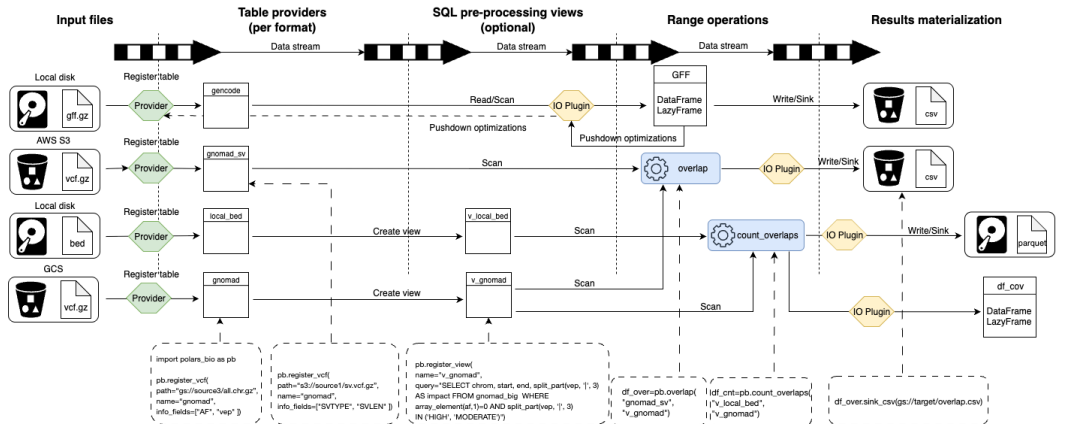 Input files
Table providers
(per format)
SQL pre-processing views
(optional)
Range operations
Results materialization
Data stream
Data stream
Data stream
Data stream
Local disk
Register table
gff.gz
Provider
gencode
Read/Scan
IO Plugin
GFF
DataFrame
LazyFrame
Write/Sink
csv
Pushdown optimizations
Pushdown optimizations
AWS S3
Register table
vcf.gz
Provider
gnomad_sv
Scan
overlap
IO Plugin
Write/Sink
csv
Local disk
Register table
bed
Provider
local_bed
Create view
v_local_bed
Scan
count_overlaps
IO Plugin
Write/Sink
parquet
GCS
Register table
vcf.gz
Provider
gnomad
Create view
v_gnomad
Scan
Scan
IO Plugin
df_cov
DataFrame
LazyFrame
import polars_bio as pb
pb.register_vcf(
path="gs://source3/all.chr.gz",
name="gnomad",
info_fields=["AF", "vep" ])
pb.register_vcf(
path="s3://source1/sv.vcf.gz",
name="gnomad",
info_fields=["SVTYPE", "SVLEN" ])
pb.register_view(
name="v_gnomad",
query="SELECT chrom, start, end, split_part(vep, '|', 3)
AS impact FROM gnomad_big WHERE
array_element(af,1)=0 AND split_part(vep, '|', 3)
N ('HIGH', 'MODERATE')")
df_over=pb.overlap(
"gnomad_sv",
"v_gnomad")
ldf_cnt=pb.count_overlaps(
"v_local_bed",
"v_gnomad")
df_over.sink_csv(gs://target/overlap.csv)